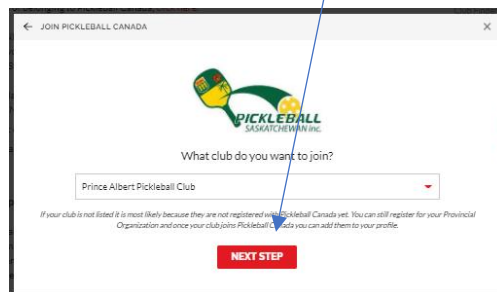 JOIN PICKLEBALL CANADA
PICKLEBALL
SASKATCHEWAN inc.
What club do you want to join?
Prince Albert Pickleball Club
If your club is not listed it is most likely because they are not registered with Pickleball Canada yet. You can still register for your Provincial
Organization and once your club joins Pickleball Canada you can add them to your profile.
NEXT STEP